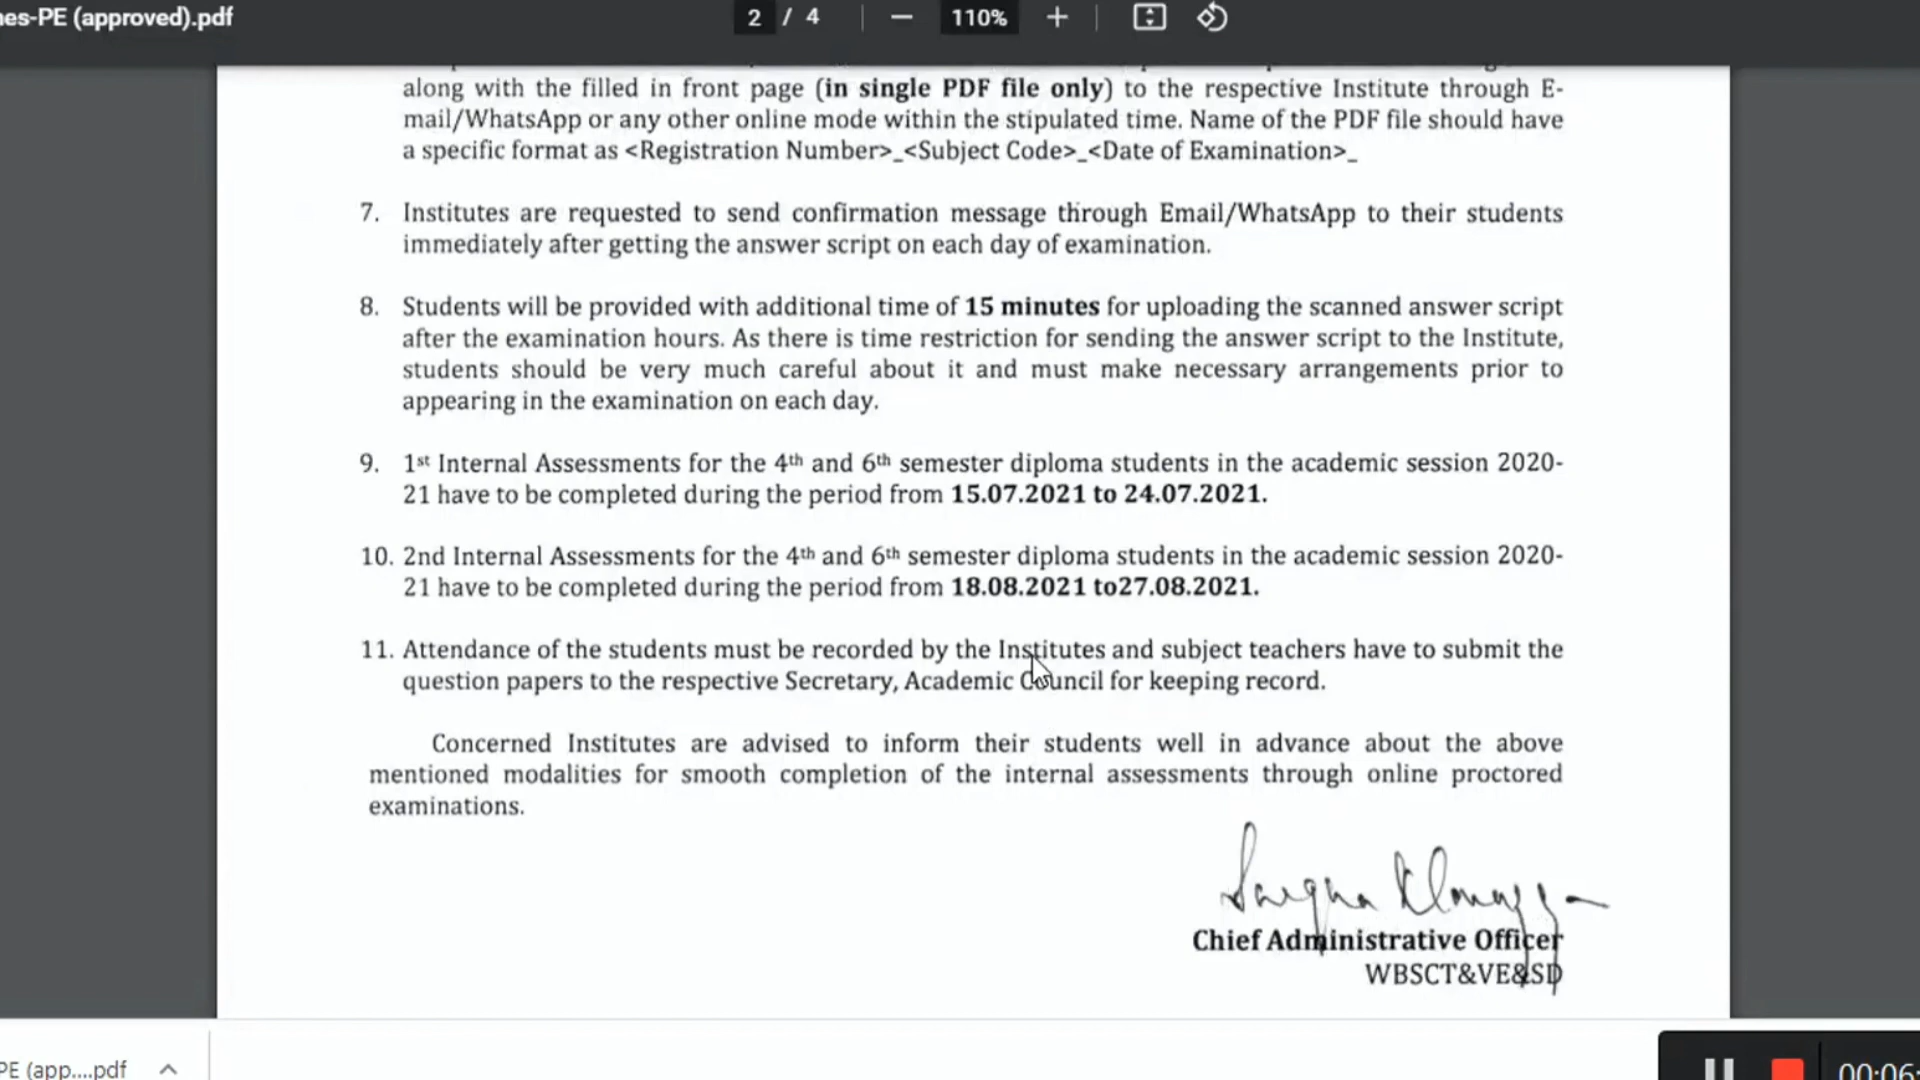 nes-PE (approved).pdf
2 / 4
110%
along with the filled in front page (in single PDF file only) to the respective Institute through E-
mail/WhatsApp or any other online mode within the stipulated time. Name of the PDF file should have
a specific format as <Registration Number>_<Subject Code>_<Date of Examination>_
7. Institutes are requested to send confirmation message through Email/WhatsApp to their students
immediately after getting the answer script on each day of examination.
8. Students will be provided with additional time of 15 minutes for uploading the scanned answer script
after the examination hours. As there is time restriction for sending the answer script to the Institute,
students should be very much careful about it and must make necessary arrangements prior to
appearing in the examination on each day.
9. 1st Internal Assessments for the 4th and 6th semester diploma students in the academic session 2020-
21 have to be completed during the period from 15.07.2021 to 24.07.2021.
10. 2nd Internal Assessments for the 4th and 6th semester diploma students in the academic session 2020-
21 have to be completed during the period from 18.08.2021 to27.08.2021.
11. Attendance of the students must be recorded by the Institutes and subject teachers have to submit the
question papers to the respective Secretary, Academic Council for keeping record.
Concerned Institutes are advised to inform their students well in advance about the above
mentioned modalities for smooth completion of the internal assessments through online proctored
examinations.
Chief Administrative Officer
WBSCT&VE&SD
PE (app....pdf
00:06: